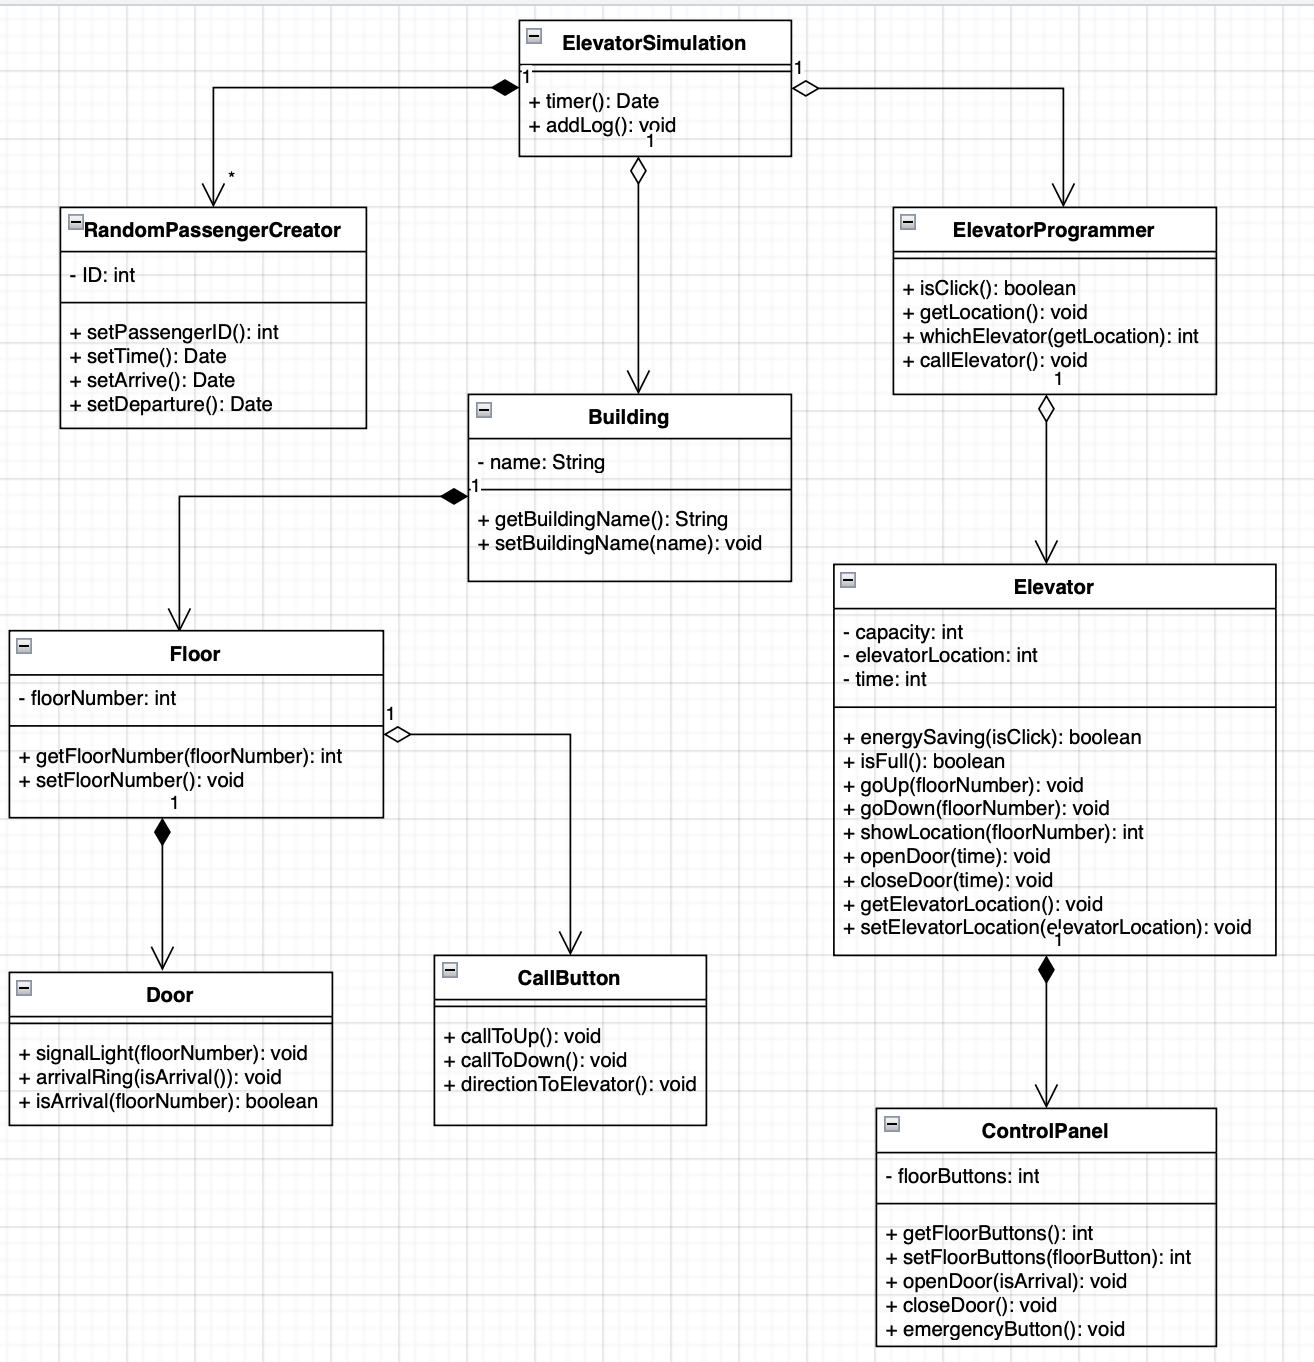 ElevatorSimulation
1
1
+ timer(): Date
+ addLog(): void
1
*
RandomPassengerCreator
- ID: int
+ setPassengerID(): int
+ setTime(): Date
+ setArrive(): Date
+ setDeparture(): Date
ElevatorProgrammer
+ isClick(): boolean
+ getLocation(): void
+ whichElevator(getLocation): int
+ callElevator(): void
1
Building
- name: String
1
+ getBuildingName(): String
+ setBuildingName(name): void
Elevator
- capacity: int
- elevatorLocation: int
- time: int
+ energySaving(isClick): boolean
+ isFull(): boolean
+ goUp(floorNumber): void
+ goDown(floorNumber): void
+ showLocation(floorNumber): int
+ openDoor(time): void
+ closeDoor(time): void
+ getElevatorLocation(): void
+ setElevatorLocation(elevatorLocation): void
1
Floor
- floorNumber: int
1
+ getFloorNumber(floorNumber): int
+ setFloorNumber(): void
1
Door
+ signalLight(floorNumber): void
+ arrivalRing(isArrival()): void
+ isArrival(floorNumber): boolean
CallButton
+ callToUp(): void
+ callToDown(): void
+ directionToElevator(): void
ControlPanel
- floorButtons: int
+ getFloorButtons(): int
+ setFloorButtons(floorButton): int
+ openDoor(isArrival): void
+ closeDoor(): void
+ emergencyButton(): void